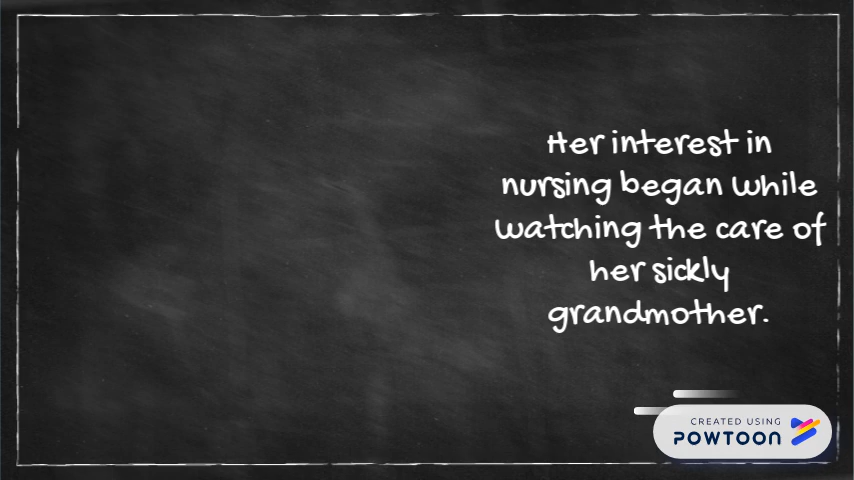 Her interest in
nursing began while
watching the care of
her sickly
grandmother.
CREATED USING
POWTOON